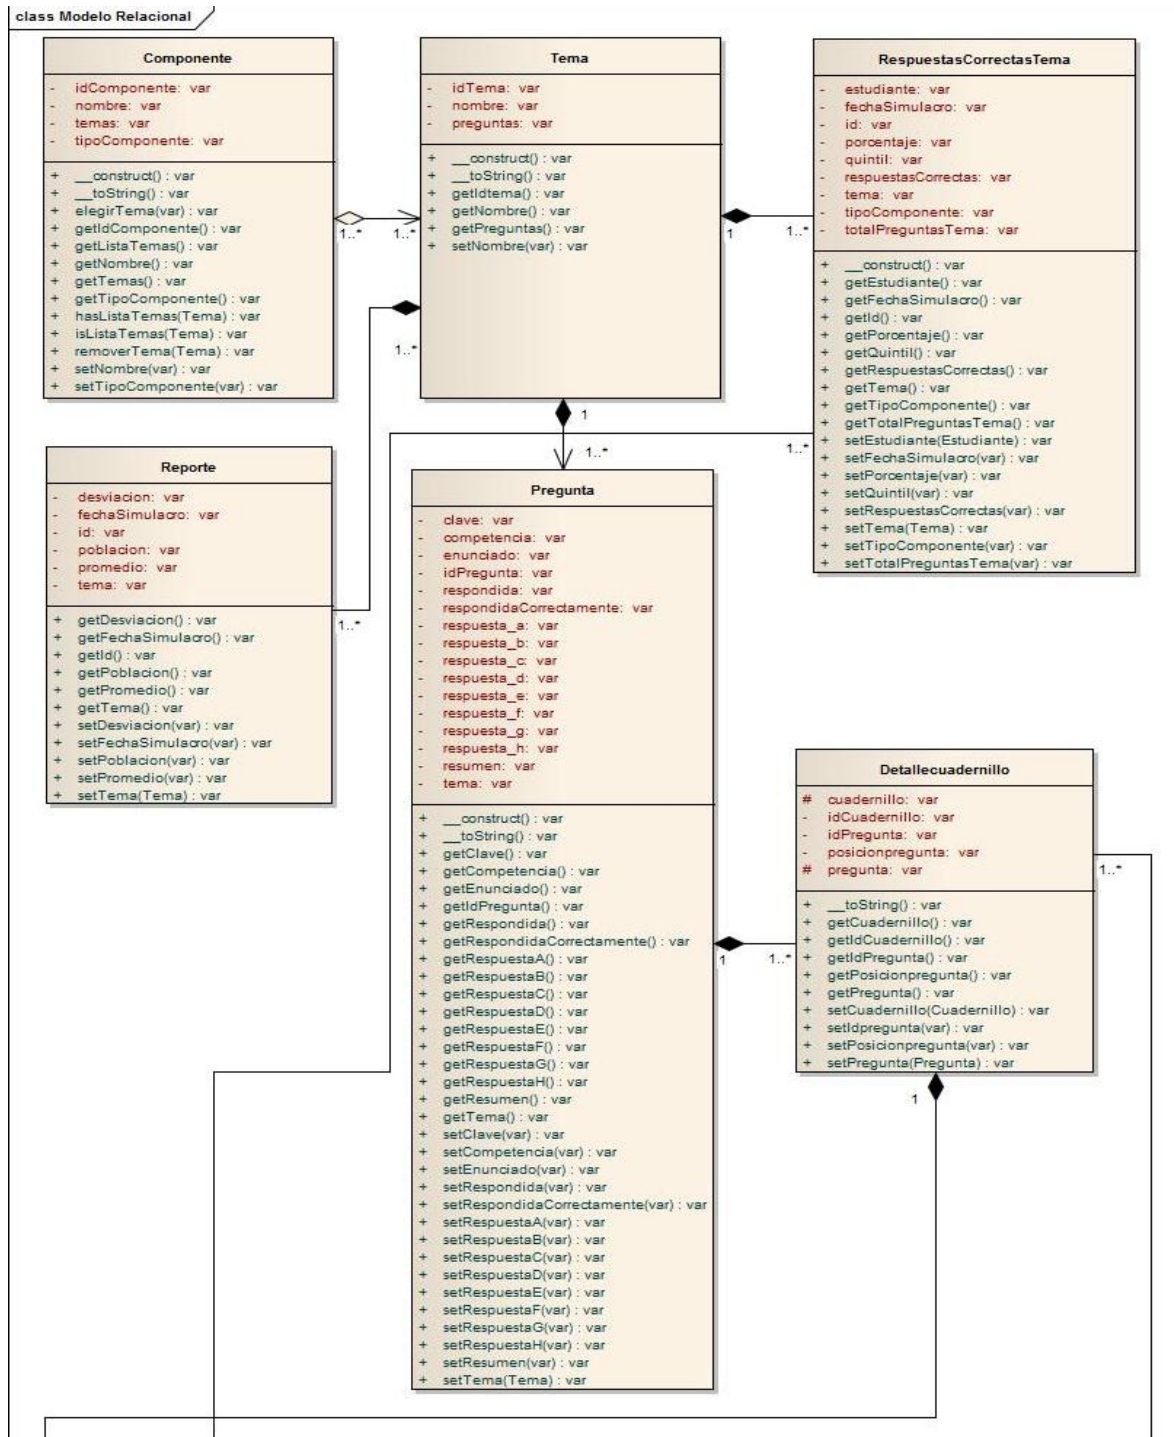 class Modelo Relacional
Componente
- idComponente: var
- nombre: var
- temas: var
- tipoComponente: var
+ __construct() : var
+ __toString() : var
+ elegirTema(var) : var
+ getIdComponente() : var
+ getListaTemas() : var
+ getNombre() : var
+ getTemas() : var
+ getTipoComponente() : var
+ hasListaTemas(Tema) : var
+ isListaTemas(Tema) : var
+ removerTema(Tema) : var
+ setNombre(var) : var
+ setTipoComponente(var) : var
1..*
1..*
Tema
- idTema: var
- nombre: var
- preguntas: var
+ __construct() : var
+ __toString() : var
+ getIdtema() : var
+ getNombre() : var
+ getPreguntas() : var
+ setNombre(var) : var
1
1..*
1..*
1
1..*
RespuestasCorrectasTema
- estudiante: var
- fechaSimulacro: var
- id: var
- porcentaje: var
- quintil: var
- respuestasCorrectas: var
- tema: var
- tipoComponente: var
- totalPreguntasTema: var
+ __construct() : var
+ getEstudiante() : var
+ getFechaSimulacro() : var
+ getId() : var
+ getPorcentaje() : var
+ getQuintil() : var
+ getRespuestasCorrectas() : var
+ getTema() : var
+ getTipoComponente() : var
+ getTotalPreguntasTema() : var
+ setEstudiante(Estudiante) : var
+ setFechaSimulacro(var) : var
+ setPorcentaje(var) : var
+ setQuintil(var) : var
+ setRespuestasCorrectas(var) : var
+ setTema(Tema) : var
+ setTipoComponente(var) : var
+ setTotalPreguntasTema(var) : var
1..*
Reporte
- desviacion: var
- fechaSimulacro: var
- id: var
- poblacion: var
- promedio: var
- tema: var
+ getDesviacion() : var
+ getFechaSimulacro() : var
+ getId() : var
+ getPoblacion() : var
+ getPromedio() : var
+ getTema() : var
+ setDesviacion(var) : var
+ setFechaSimulacro(var) : var
+ setPoblacion(var) : var
+ setPromedio(var) : var
+ setTema(Tema) : var
1..*
Pregunta
- clave: var
- competencia: var
- enunciado: var
- idPregunta: var
- respondida: var
- respondidaCorrectamente: var
- respuesta_a: var
- respuesta_b: var
- respuesta_c: var
- respuesta_d: var
- respuesta_e: var
- respuesta_f: var
- respuesta_g: var
- respuesta_h: var
- resumen: var
- tema: var
+ __construct() : var
+ __toString() : var
+ getClave() : var
+ getCompetencia() : var
+ getEnunciado() : var
+ getIdPregunta() : var
+ getRespondida() : var
+ getRespondidaCorrectamente() : var
+ getRespuestaA() : var
+ getRespuestaB() : var
+ getRespuestaC() : var
+ getRespuestaD() : var
+ getRespuestaE() : var
+ getRespuestaF() : var
+ getRespuestaG() : var
+ getRespuestaH() : var
+ getResumen() : var
+ getTema() : var
+ setClave(var) : var
+ setCompetencia(var) : var
+ setEnunciado(var) : var
+ setRespondida(var) : var
+ setRespondidaCorrectamente(var) : var
+ setRespuestaA(var) : var
+ setRespuestaB(var) : var
+ setRespuestaC(var) : var
+ setRespuestaD(var) : var
+ setRespuestaE(var) : var
+ setRespuestaF(var) : var
+ setRespuestaG(var) : var
+ setRespuestaH(var) : var
+ setResumen(var) : var
+ setTema(Tema) : var
1
1..*
Detallecuadernillo
# cuadernillo: var
- idCuadernillo: var
- idPregunta: var
- posicionpregunta: var
# pregunta: var
+ __toString() : var
+ getCuadernillo() : var
+ getIdCuadernillo() : var
+ getIdPregunta() : var
+ getPosicionpregunta() : var
+ getPregunta() : var
+ setCuadernillo(Cuadernillo) : var
+ setIdpregunta(var) : var
+ setPosicionpregunta(var) : var
+ setPregunta(Pregunta) : var
1..*
1